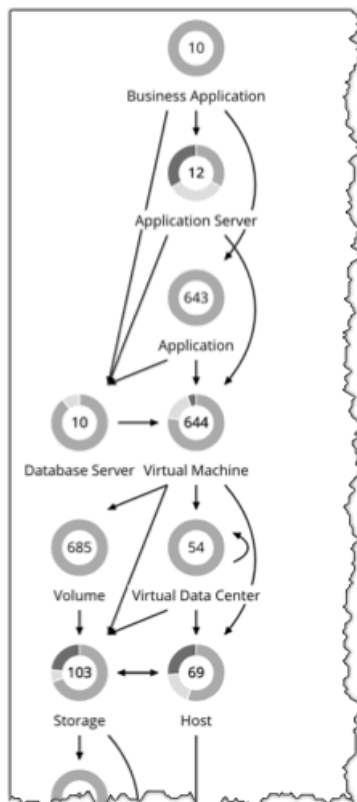 10
Business Application
12
Application Server
643
Application
10
Database Server
644
Virtual Machine
685
Volume
54
Virtual Data Center
103
Storage
69
Host